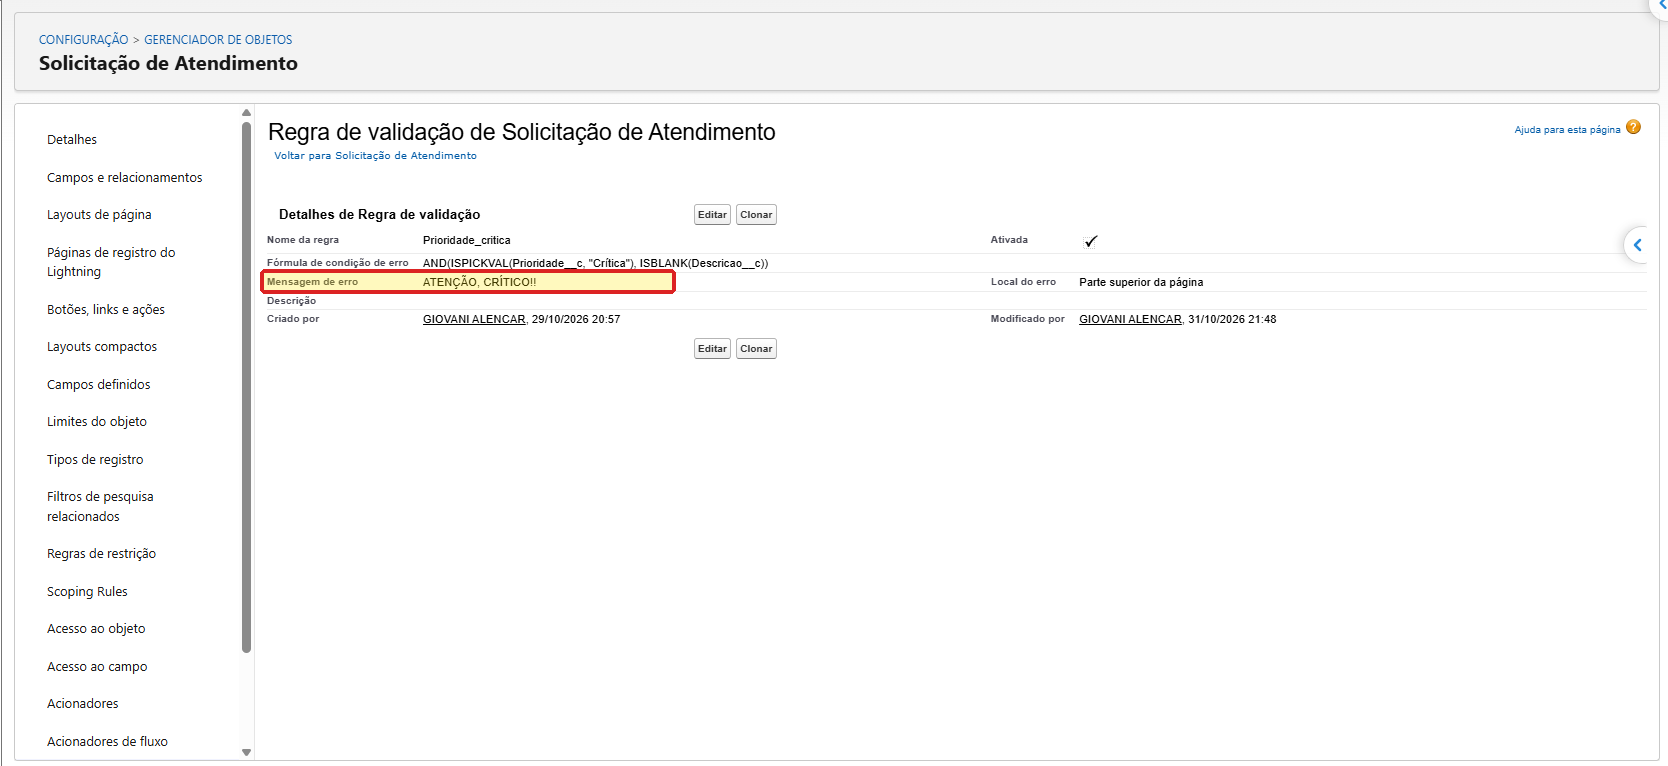 CONFIGURAÇÃO > GERENCIADOR DE OBJETOS
Solicitação de Atendimento
Detalhes
Campos e relacionamentos
Layouts de página
Páginas de registro do
Lightning
Botões, links e ações
Layouts compactos
Campos definidos
Limites do objeto
Tipos de registro
Filtros de pesquisa
relacionados
Regras de restrição
Scoping Rules
Acesso ao objeto
Acesso ao campo
Acionadores
Acionadores de fluxo
Regra de validação de Solicitação de Atendimento
Ajuda para esta página ?
Voltar para Solicitação de Atendimento
Detalhes de Regra de validação Editar Clonar
Nome da regra Prioridade_critica Ativada
Fórmula de condição de erro AND(ISPICKVAL(Prioridade__c, "Crítica"), ISBLANK(Descricao__c))
Mensagem de erro ATENÇÃO, CRÍTICO!! Local do erro Parte superior da página
Descrição
Criado por GIOVANI ALENCAR, 29/10/2026 20:57 Modificado por GIOVANI ALENCAR, 31/10/2026 21:48
Editar Clonar